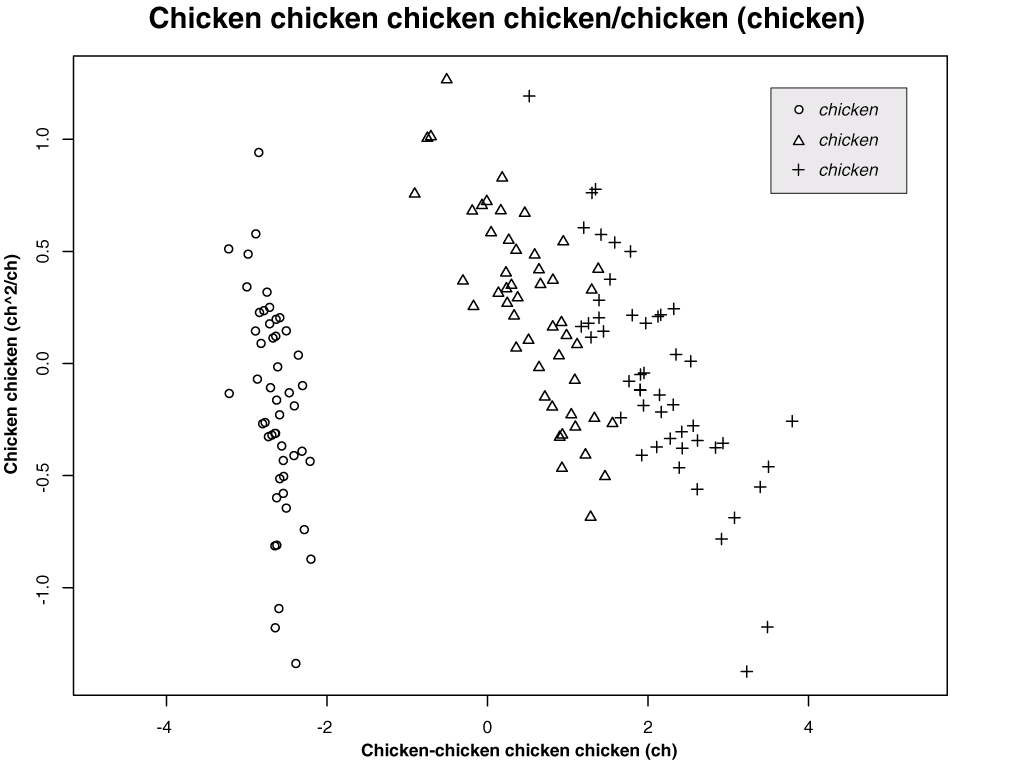 Chicken chicken chicken chicken/chicken (chicken)
chicken
chicken
chicken
Chicken chicken (ch^2/ch)
1.0
0.5
0.0
-0.5
-1.0
-4 -2 0 2 4
Chicken-chicken chicken chicken (ch)